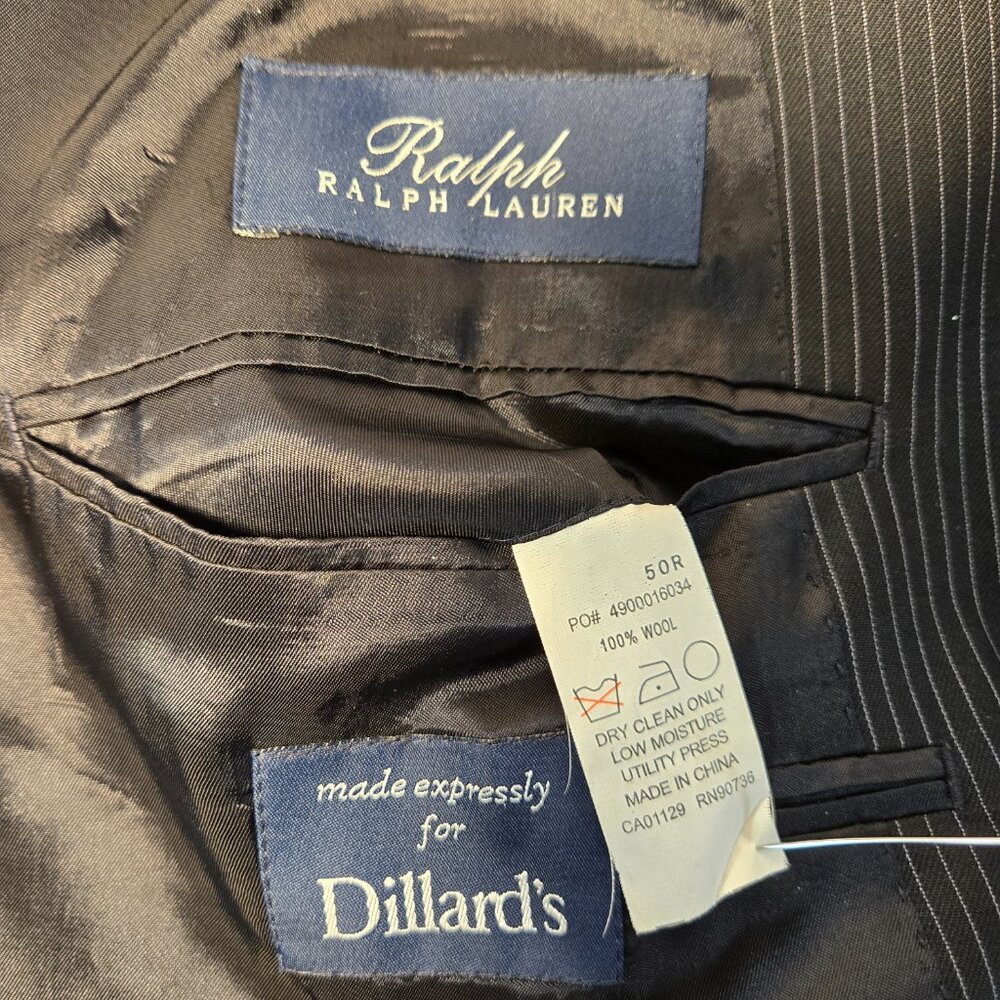 Ralph
RALPH LAUREN
50R
PO# 4900016034
100% WOOL
DRY CLEAN ONLY
LOW MOISTURE
UTILITY PRESS
MADE IN CHINA
CA01129 RN90736
made expressly
for
Dillard's